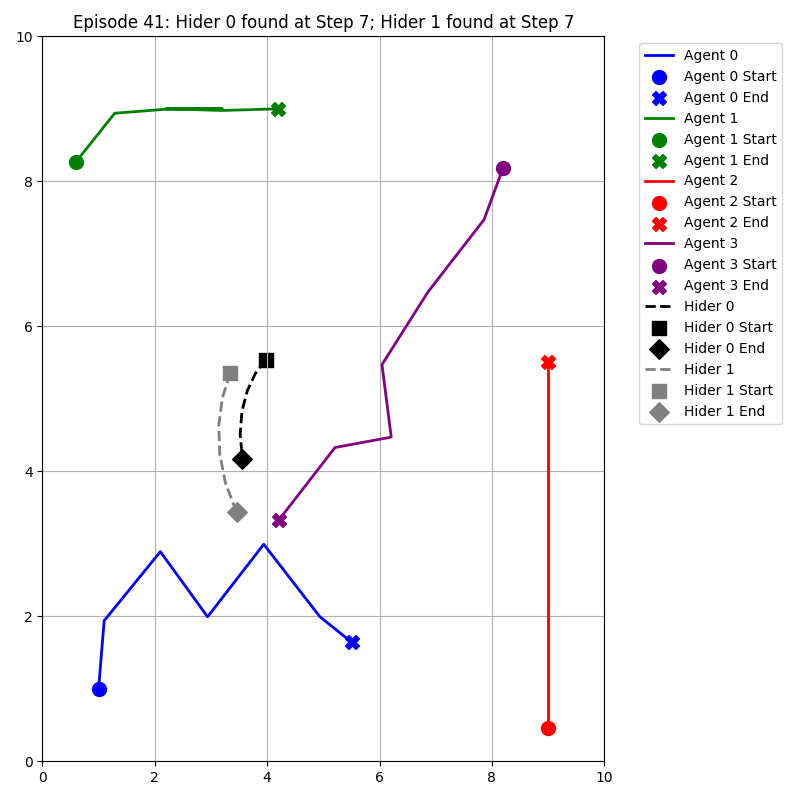 Episode 41: Hider 0 found at Step 7; Hider 1 found at Step 7
10
8
6
4
2
0
0 2 4 6 8 10
Agent 0
Agent 0 Start
Agent 0 End
Agent 1
Agent 1 Start
Agent 1 End
Agent 2
Agent 2 Start
Agent 2 End
Agent 3
Agent 3 Start
Agent 3 End
Hider 0
Hider 0 Start
Hider 0 End
Hider 1
Hider 1 Start
Hider 1 End